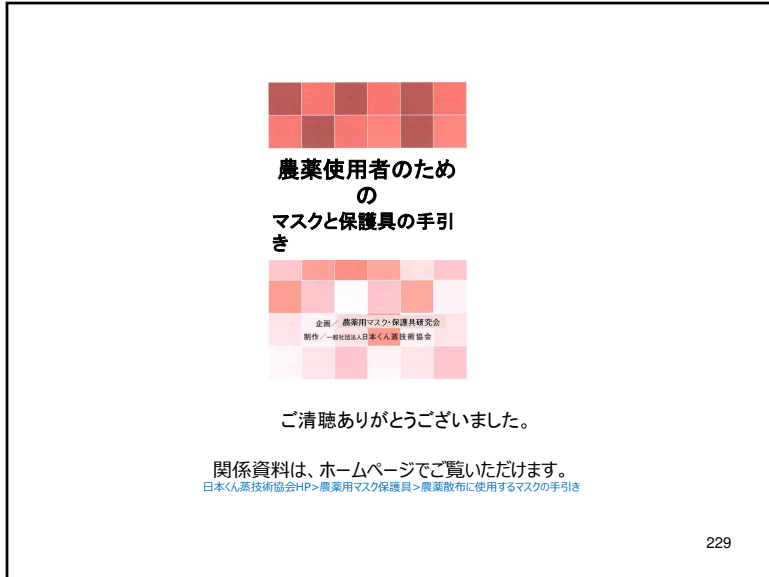 農薬使用者のため
の
マスクと保護具の手引
き
企画／ 農薬用マスク・保護具研究会
制作／一般社団法人日本くん蒸技術協会
ご清聴ありがとうございました。
関係資料は、ホームページでご覧いただけます。
日本くん蒸技術協会HP>農薬用マスク保護具>農薬散布に使用するマスクの手引き
229